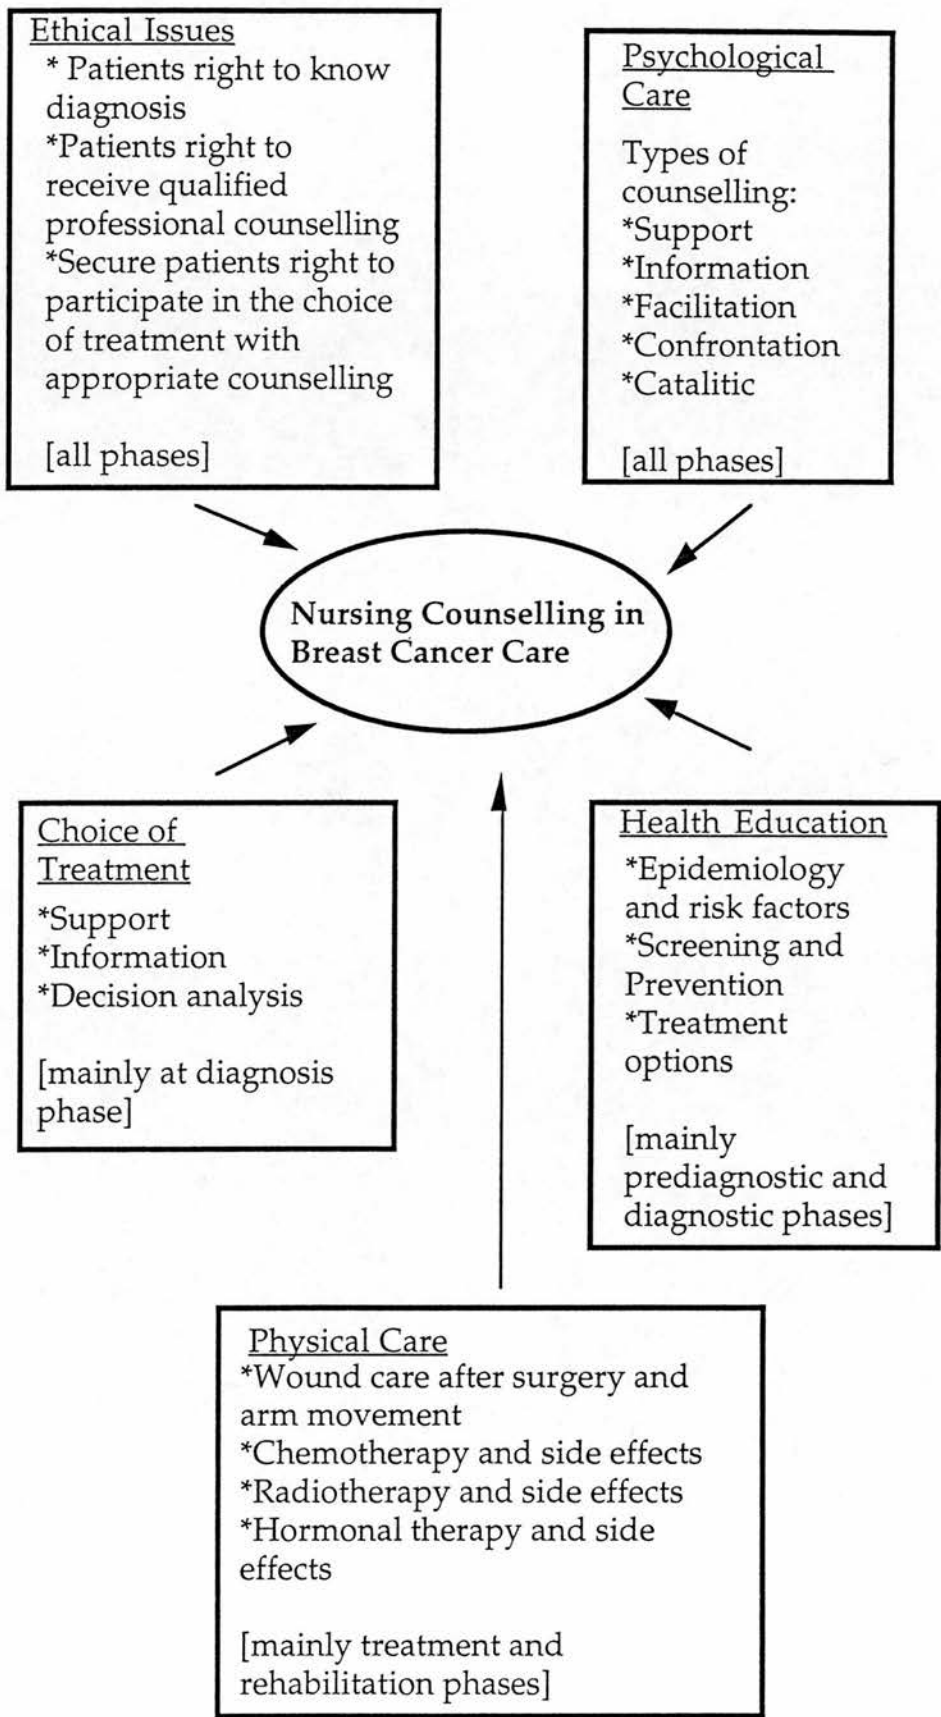 Ethical Issues
* Patients right to know
diagnosis
*Patients right to
receive qualified
professional counselling
*Secure patients right to
participate in the choice
of treatment with
appropriate counselling
[all phases]
Psychological
Care
Types of
counselling:
*Support
*Information
*Facilitation
*Confrontation
*Catalitic
[all phases]
Nursing Counselling in
Breast Cancer Care
Choice of
Treatment
*Support
*Information
*Decision analysis
[mainly at diagnosis
phase]
Health Education
*Epidemiology
and risk factors
*Screening and
Prevention
*Treatment
options
[mainly
prediagnostic and
diagnostic phases]
Physical Care
*Wound care after surgery and
arm movement
*Chemotherapy and side effects
*Radiotherapy and side effects
*Hormonal therapy and side
effects
[mainly treatment and
rehabilitation phases]